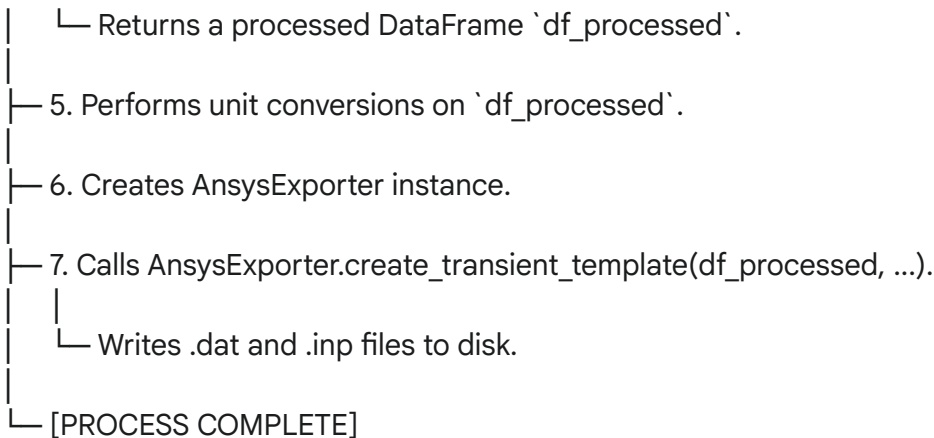 │    └─ Returns a processed DataFrame `df_processed`.
│
├─ 5. Performs unit conversions on `df_processed`.
│
├─ 6. Creates AnsysExporter instance.
│
├─ 7. Calls AnsysExporter.create_transient_template(df_processed, ...).
│    │
│    └─ Writes .dat and .inp files to disk.
│
└─ [PROCESS COMPLETE]